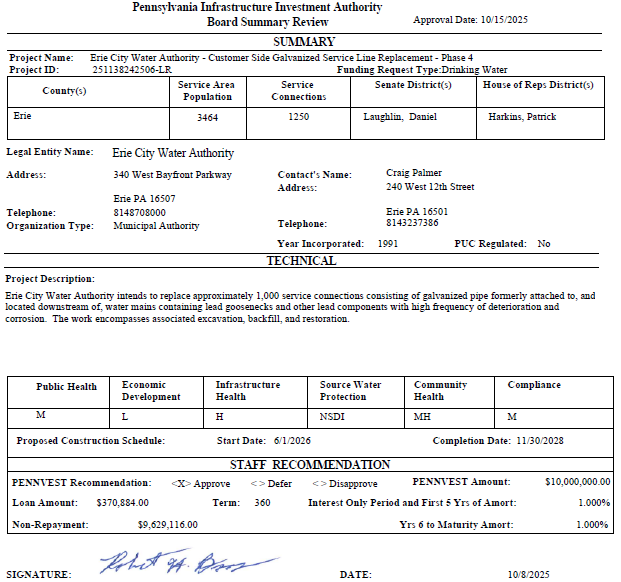 Pennsylvania Infrastructure Investment Authority
Board Summary Review Approval Date: 10/15/2025
SUMMARY
Project Name: Erie City Water Authority - Customer Side Galvanized Service Line Replacement - Phase 4
Project ID: 251138242506-LR Funding Request Type:Drinking Water
County(s) Service Area Population Service Connections Senate District(s) House of Reps District(s)
Erie 3464 1250 Laughlin, Daniel Harkins, Patrick
Legal Entity Name: Erie City Water Authority
Address: 340 West Bayfront Parkway Contact's Name: Craig Palmer
Address: 240 West 12th Street
Erie PA 16507 Erie PA 16501
Telephone: 8148708000 Telephone: 8143237386
Organization Type: Municipal Authority
Year Incorporated: 1991 PUC Regulated: No
TECHNICAL
Project Description:
Erie City Water Authority intends to replace approximately 1,000 service connections consisting of galvanized pipe formerly attached to, and
located downstream of, water mains containing lead goosenecks and other lead components with high frequency of deterioration and
corrosion. The work encompasses associated excavation, backfill, and restoration.
Public Health Economic Development Infrastructure Health Source Water Protection Community Health Compliance
M L H NSDI MH M
Proposed Construction Schedule: Start Date: 6/1/2026 Completion Date: 11/30/2028
STAFF RECOMMENDATION
PENNVEST Recommendation: <X> Approve < > Defer < > Disapprove PENNVEST Amount: $10,000,000.00
Loan Amount: $370,884.00 Term: 360 Interest Only Period and First 5 Yrs of Amort: 1.000%
Non-Repayment: $9,629,116.00 Yrs 6 to Maturity Amort: 1.000%
SIGNATURE: DATE: 10/8/2025